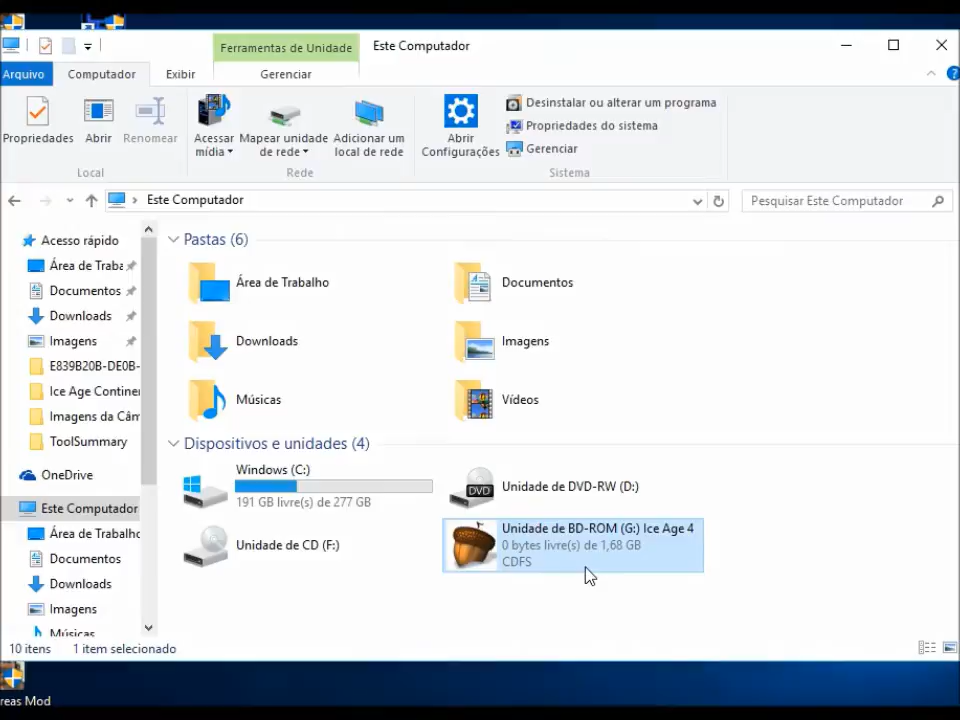 Ferramentas de Unidade
Este Computador
Arquivo
Computador
Exibir
Gerenciar
Propriedades
Abrir
Renomear
Acessar
mídia
Mapear unidade
de rede
Adicionar um
local de rede
Abrir
Configurações
Desinstalar ou alterar um programa
Propriedades do sistema
Gerenciar
Local
Rede
Sistema
Este Computador
Pesquisar Este Computador
Acesso rápido
Área de Traba
Documentos
Downloads
Imagens
E839B20B-DE0B-
Ice Age Contine
Imagens da Câm
ToolSummary
OneDrive
Este Computador
Área de Trabalho
Documentos
Downloads
Imagens
Músicas
Pastas (6)
Área de Trabalho
Documentos
Downloads
Imagens
Músicas
Vídeos
Dispositivos e unidades (4)
Windows (C:)
191 GB livre(s) de 277 GB
DVD
Unidade de DVD-RW (D:)
Unidade de CD (F:)
Unidade de BD-ROM (G:) Ice Age 4
0 bytes livre(s) de 1,68 GB
CDFS
10 itens
1 item selecionado
reas Mod